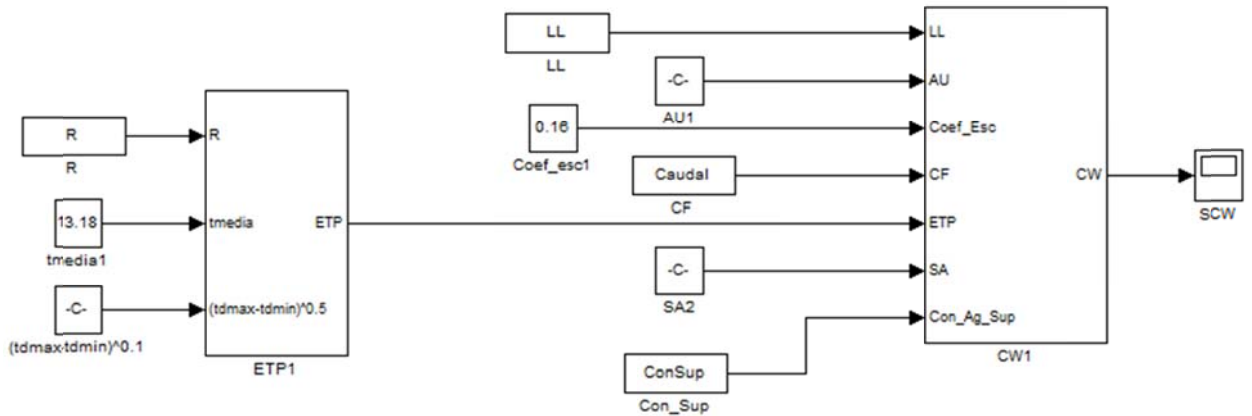 R
R
13.18
tmedia1
-C-
(tdmax-tdmin)^0.1
R
tmedia
(tdmax-tdmin)^0.5
ETP
ETP1
LL
LL
-C-
AU1
0.16
Coef_esc1
Caudal
CF
-C-
SA2
ConSup
Con_Sup
LL
AU
Coef_Esc
CF
ETP
SA
Con_Ag_Sup
CW
CW1
SCW